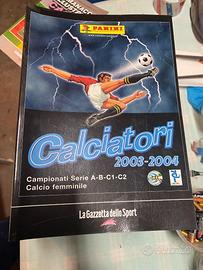 PANINI
Calciatori
2003-2004
Campionati Serie A-B-C1-C2
Calcio femminile
La Gazzetta dello Sport